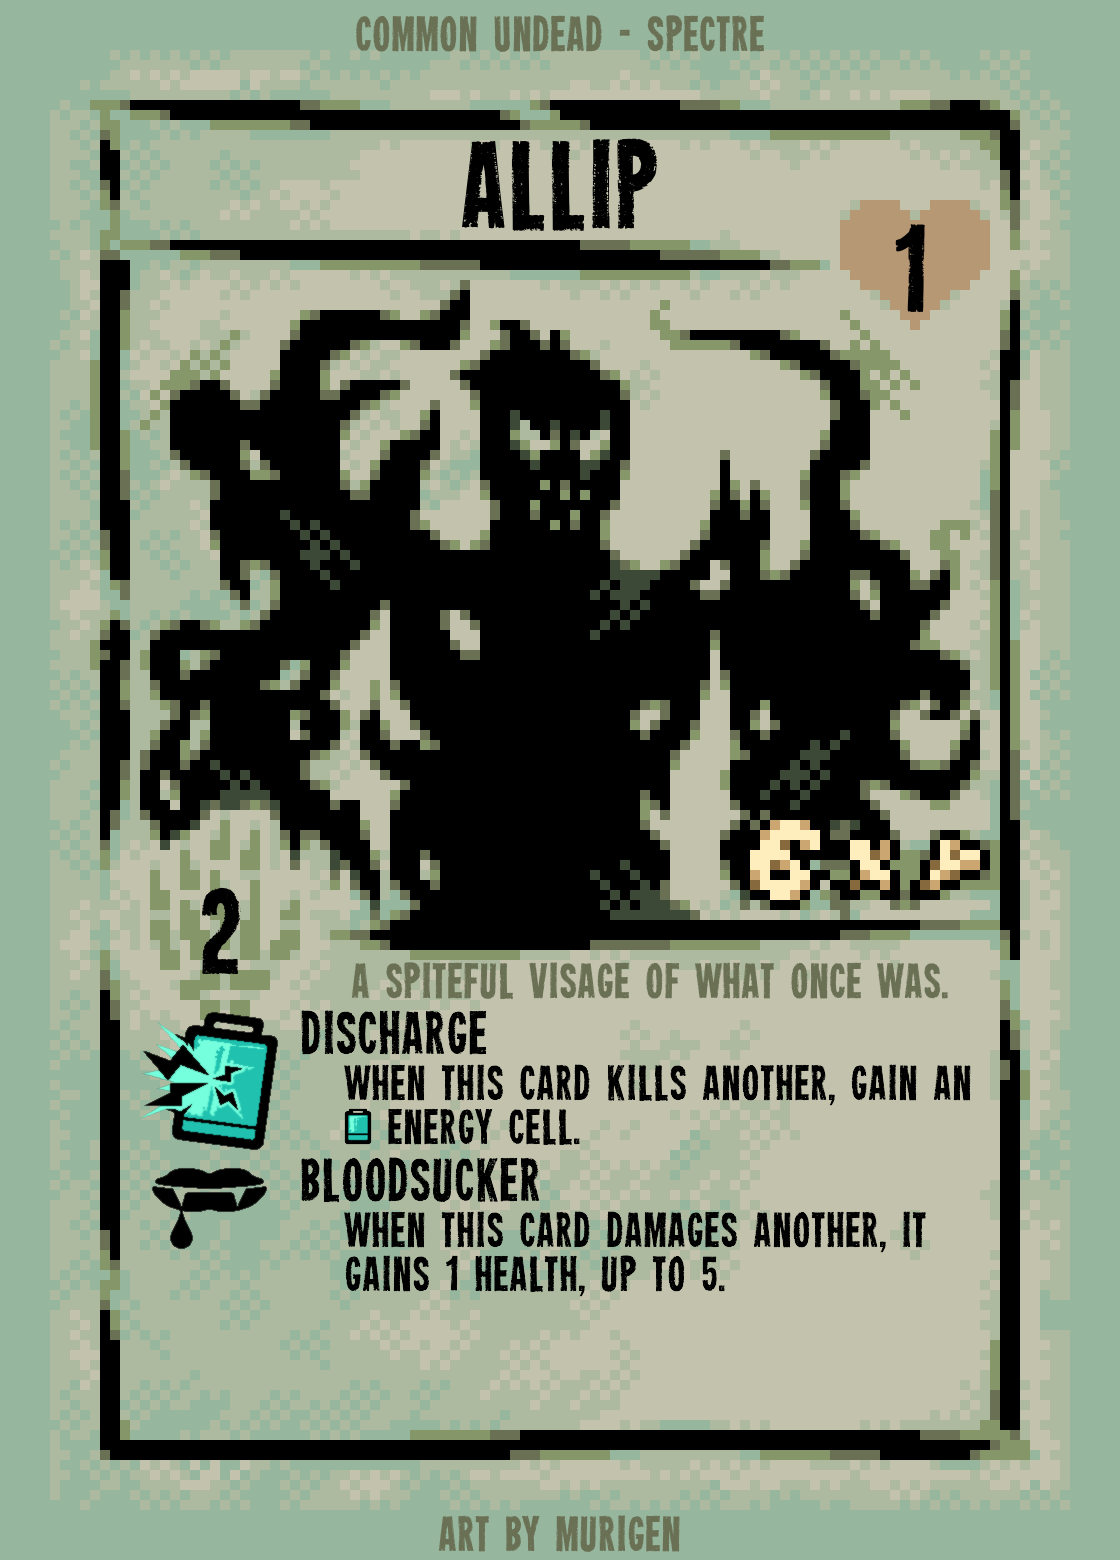 COMMON UNDEAD - SPECTRE
ALLIP
1
6 X
2
A SPITEFUL VISAGE OF WHAT ONCE WAS.
DISCHARGE
WHEN THIS CARD KILLS ANOTHER, GAIN AN
ENERGY CELL.
BLOODSUCKER
WHEN THIS CARD DAMAGES ANOTHER, IT
GAINS 1 HEALTH, UP TO 5.
ART BY MURIGEN